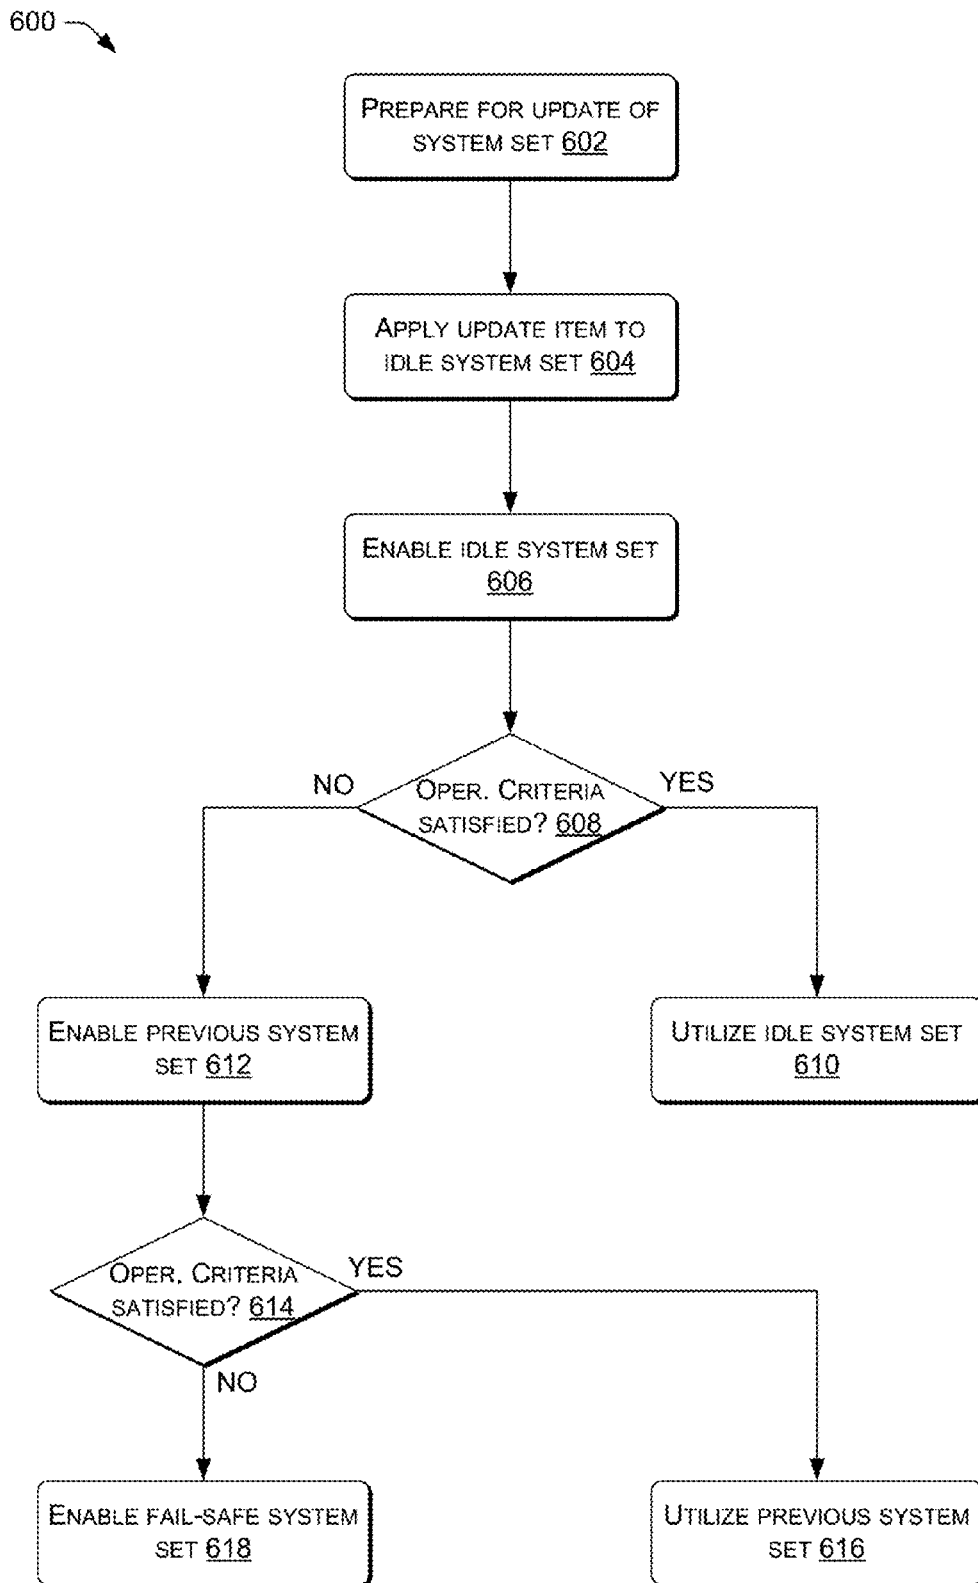 600
PREPARE FOR UPDATE OF
SYSTEM SET 602
APPLY UPDATE ITEM TO
IDLE SYSTEM SET 604
ENABLE IDLE SYSTEM SET
606
NO
OPER. CRITERIA
SATISFIED? 608
YES
ENABLE PREVIOUS SYSTEM
SET 612
UTILIZE IDLE SYSTEM SET
610
OPER. CRITERIA
SATISFIED? 614
YES
NO
ENABLE FAIL-SAFE SYSTEM
SET 618
UTILIZE PREVIOUS SYSTEM
SET 616